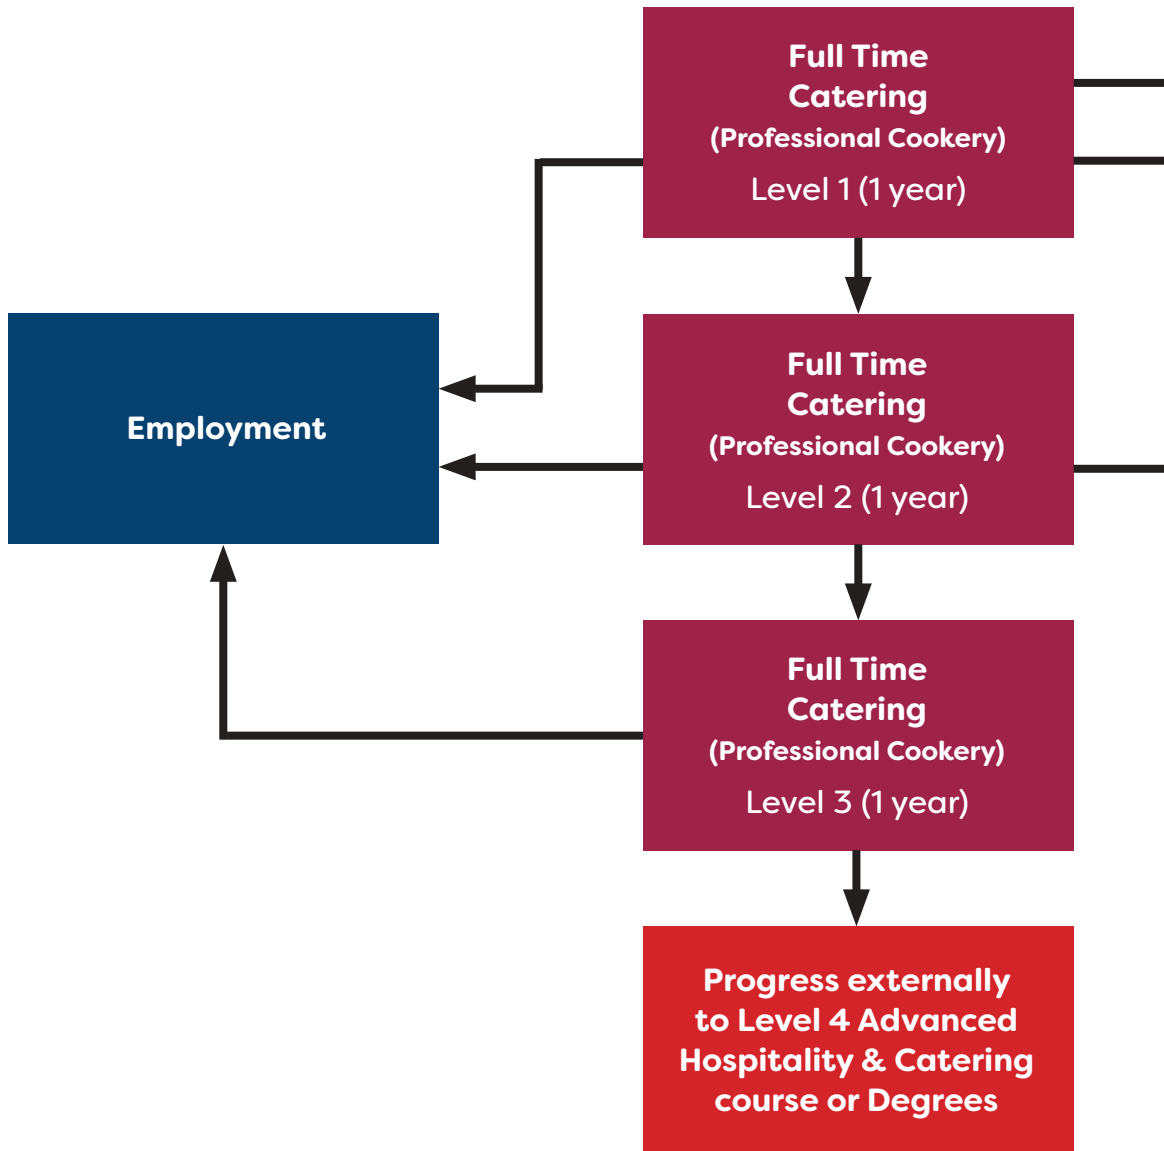 Full Time
Catering
(Professional Cookery)
Level 1 (1 year)
Employment
Full Time
Catering
(Professional Cookery)
Level 2 (1 year)
Full Time
Catering
(Professional Cookery)
Level 3 (1 year)
Progress externally
to Level 4 Advanced
Hospitality & Catering
course or Degrees